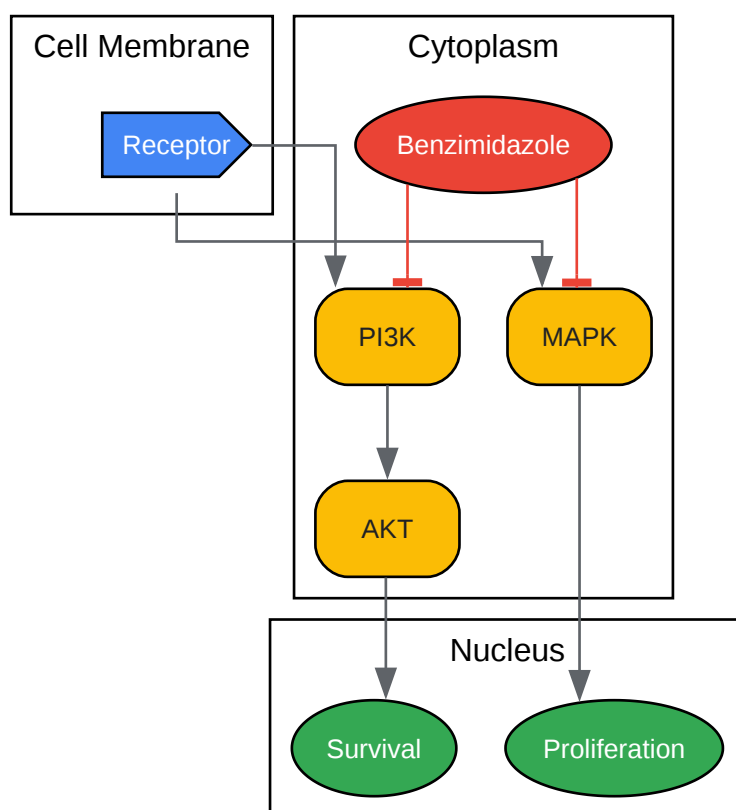 Cell Membrane
Cytoplasm
Receptor
Benzimidazole
PI3K
MAPK
AKT
Nucleus
Survival
Proliferation